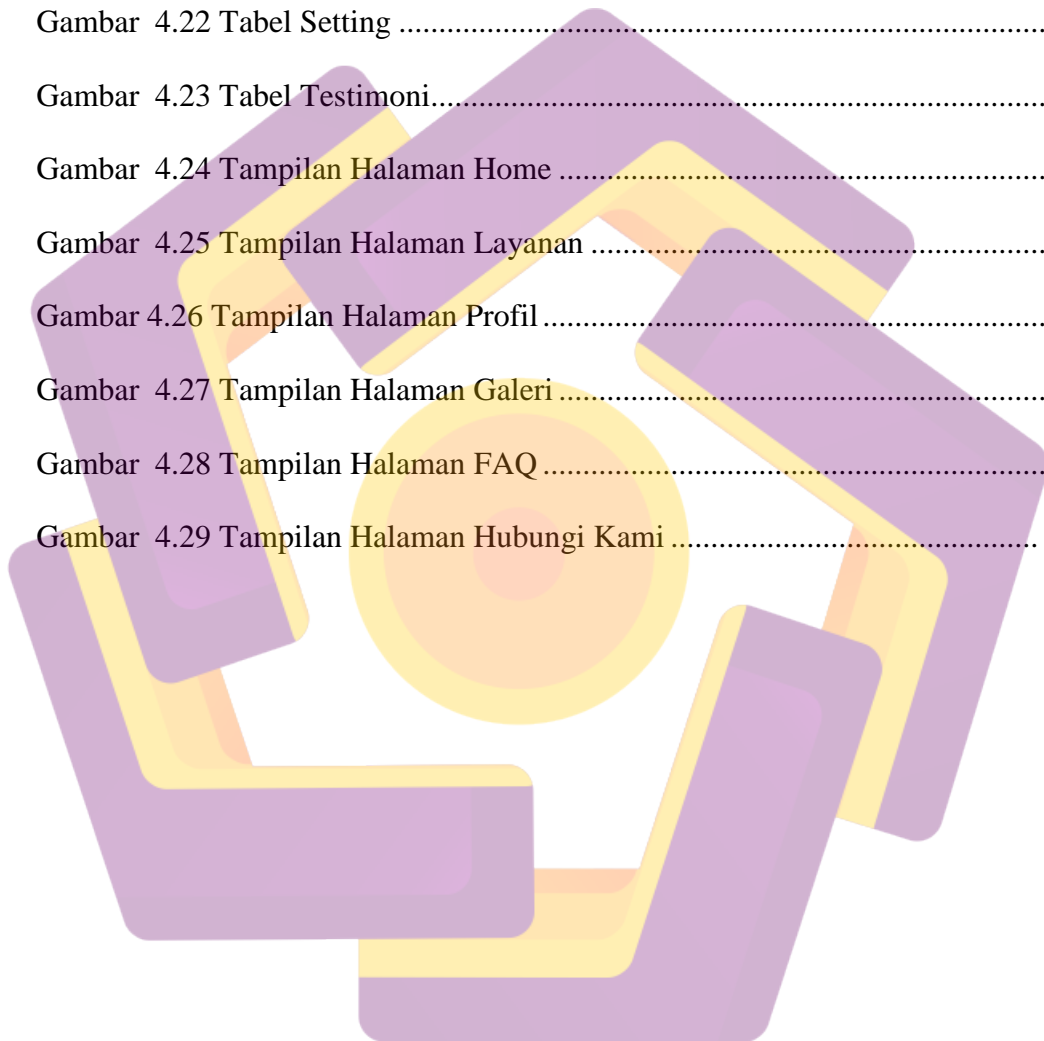 Gambar  4.22 Tabel Setting ................................................................................
Gambar  4.23 Tabel Testimoni............................................................................
Gambar  4.24 Tampilan Halaman Home ............................................................
Gambar  4.25 Tampilan Halaman Layanan ........................................................
Gambar 4.26 Tampilan Halaman Profil ..............................................................
Gambar  4.27 Tampilan Halaman Galeri ............................................................
Gambar  4.28 Tampilan Halaman FAQ ..............................................................
Gambar  4.29 Tampilan Halaman Hubungi Kami .............................................